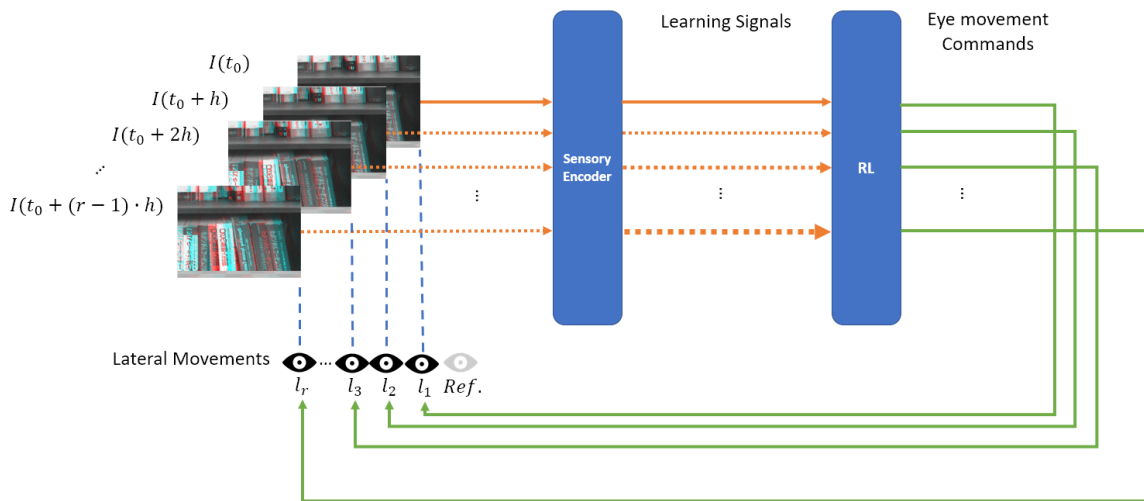 Learning Signals
Eye movement
Commands
I(t₀)
I(t₀ + h)
I(t₀ + 2h)
⋰
I(t₀ + (r − 1) · h)
Sensory
Encoder
RL
⋮
⋮
⋮
Lateral Movements
...
lᵣ
l₃
l₂
l₁
Ref.